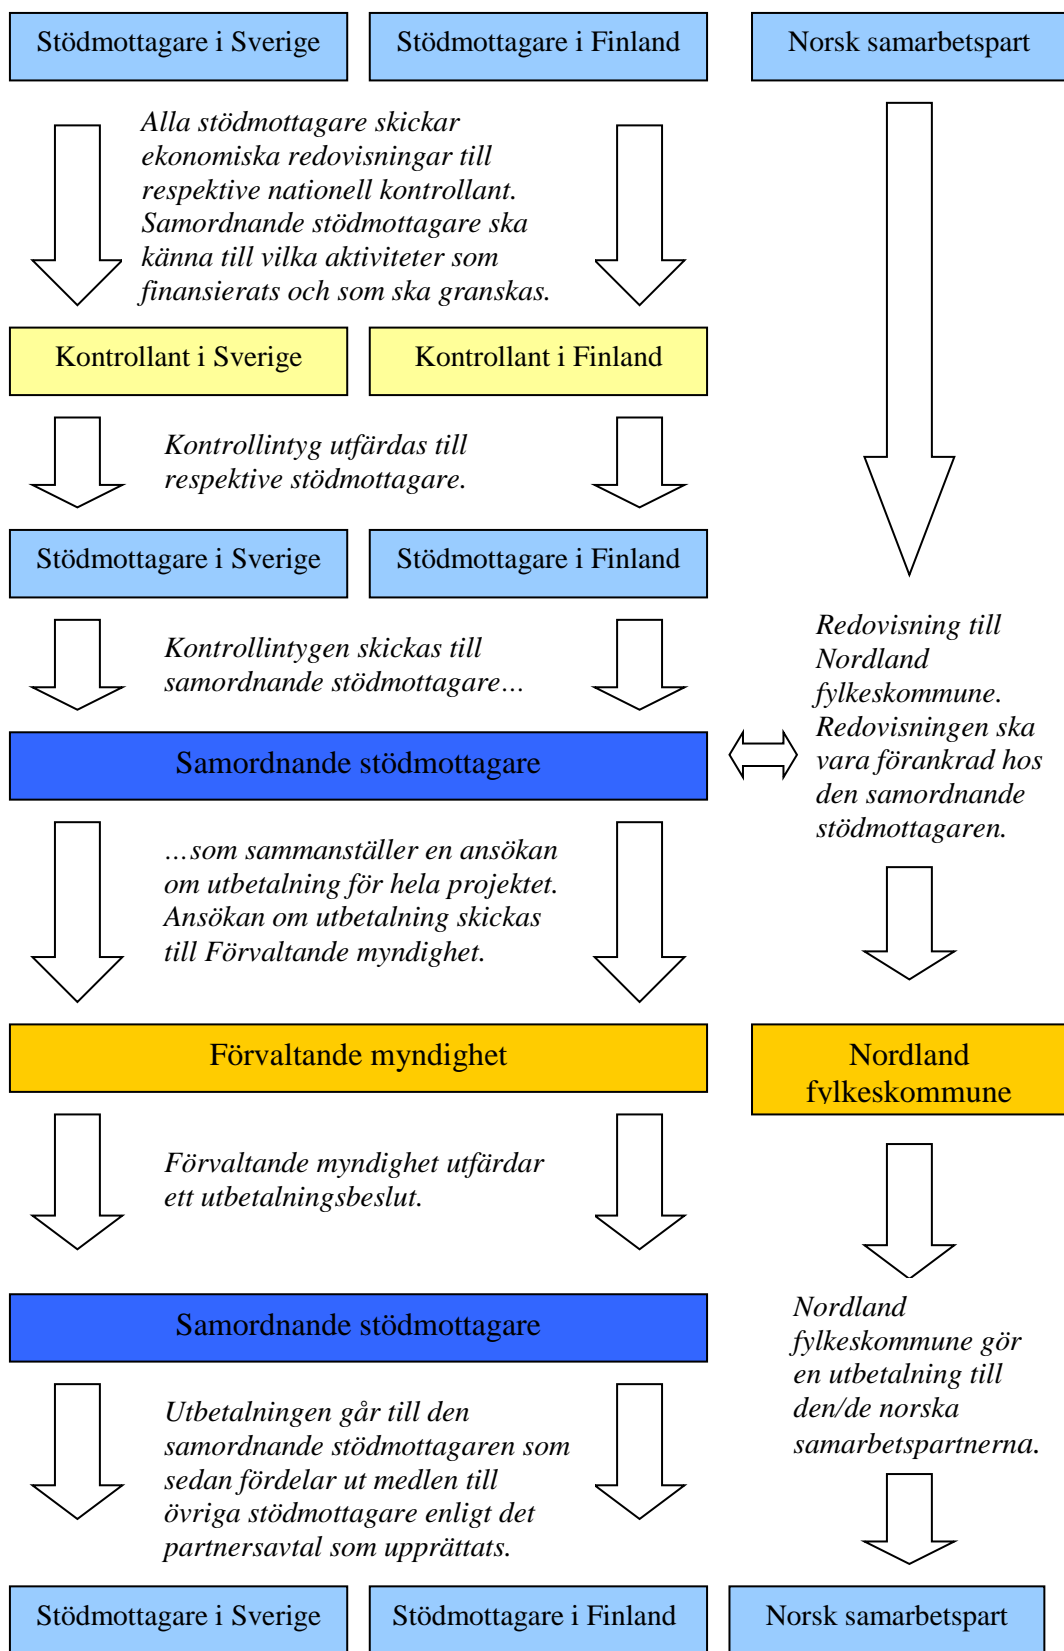 Stödmottagare i Sverige
Stödmottagare i Finland
Norsk samarbetspart
Alla stödmottagare skickar
ekonomiska redovisningar till
respektive nationell kontrollant.
Samordnande stödmottagare ska
känna till vilka aktiviteter som
finansierats och som ska granskas.
Kontrollant i Sverige
Kontrollant i Finland
Kontrollintyg utfärdas till
respektive stödmottagare.
Stödmottagare i Sverige
Stödmottagare i Finland
Kontrollintygen skickas till
samordnande stödmottagare…
Redovisning till
Nordland
fylkeskommune.
Redovisningen ska
vara förankrad hos
den samordnande
stödmottagaren.
Samordnande stödmottagare
…som sammanställer en ansökan
om utbetalning för hela projektet.
Ansökan om utbetalning skickas
till Förvaltande myndighet.
Förvaltande myndighet
Nordland
fylkeskommune
Förvaltande myndighet utfärdar
ett utbetalningsbeslut.
Samordnande stödmottagare
Nordland
fylkeskommune gör
en utbetalning till
den/de norska
samarbetspartnerna.
Utbetalningen går till den
samordnande stödmottagaren som
sedan fördelar ut medlen till
övriga stödmottagare enligt det
partnersavtal som upprättats.
Stödmottagare i Sverige
Stödmottagare i Finland
Norsk samarbetspart